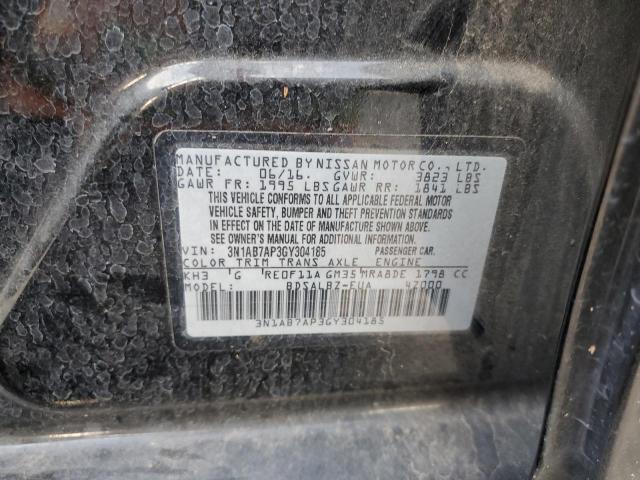 MANUFACTURED BY NISSAN MOTOR CO., LTD.
DATE: 06/16. GVWR: 3823 LBS
GAWR FR: 1995 LBS GAWR RR: 1841 LBS
THIS VEHICLE CONFORMS TO ALL APPLICABLE FEDERAL MOTOR
VEHICLE SAFETY, BUMPER AND THEFT PREVENTION STANDARDS
IN EFFECT ON THE DATE OF MANUFACTURE SHOWN ABOVE.
SEE OWNER'S MANUAL FOR ADDITIONAL INFORMATION.
VIN: 3N1AB7AP3GY304185 PASSENGER CAR.
COLOR TRIM TRANS AXLE ENGINE
KH3 G RE0F11A GM35 MRA8DE 1798 CC
MODEL: BDSALBZ-EUA 47000
3N1AB7AP3GY304185